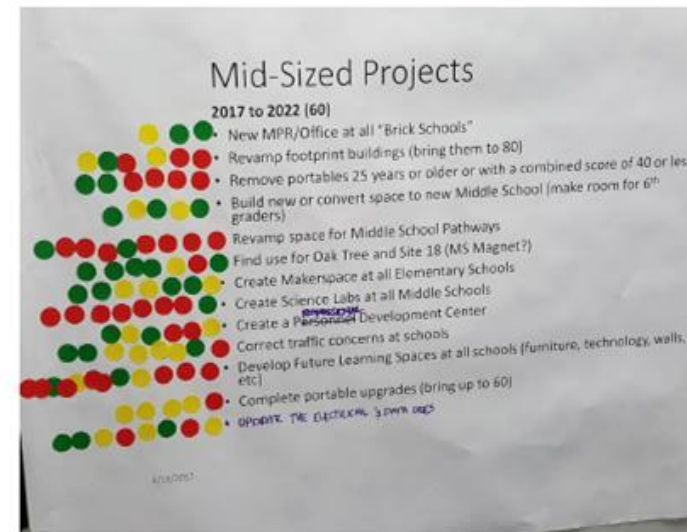 Mid-Sized Projects
2017 to 2022 (60)
• New MPR/Office at all "Brick Schools"
• Revamp footprint buildings (bring them to 80)
• Remove portables 25 years or older or with a combined score of 40 or les
• Build new or convert space to new Middle School (make room for 6th
graders)
Revamp space for Middle School Pathways
Find use for Oak Tree and Site 18 (MS Magnet?)
• Create Makerspace at all Elementary Schools
• Create Science Labs at all Middle Schools
• Create a Personnel Development Center
Correct traffic concerns at schools
• Develop Future Learning Spaces at all schools (furniture, technology, walls,
etc)
• Complete portable upgrades (bring up to 60)
• UPDATE THE ELECTRICAL & DATA